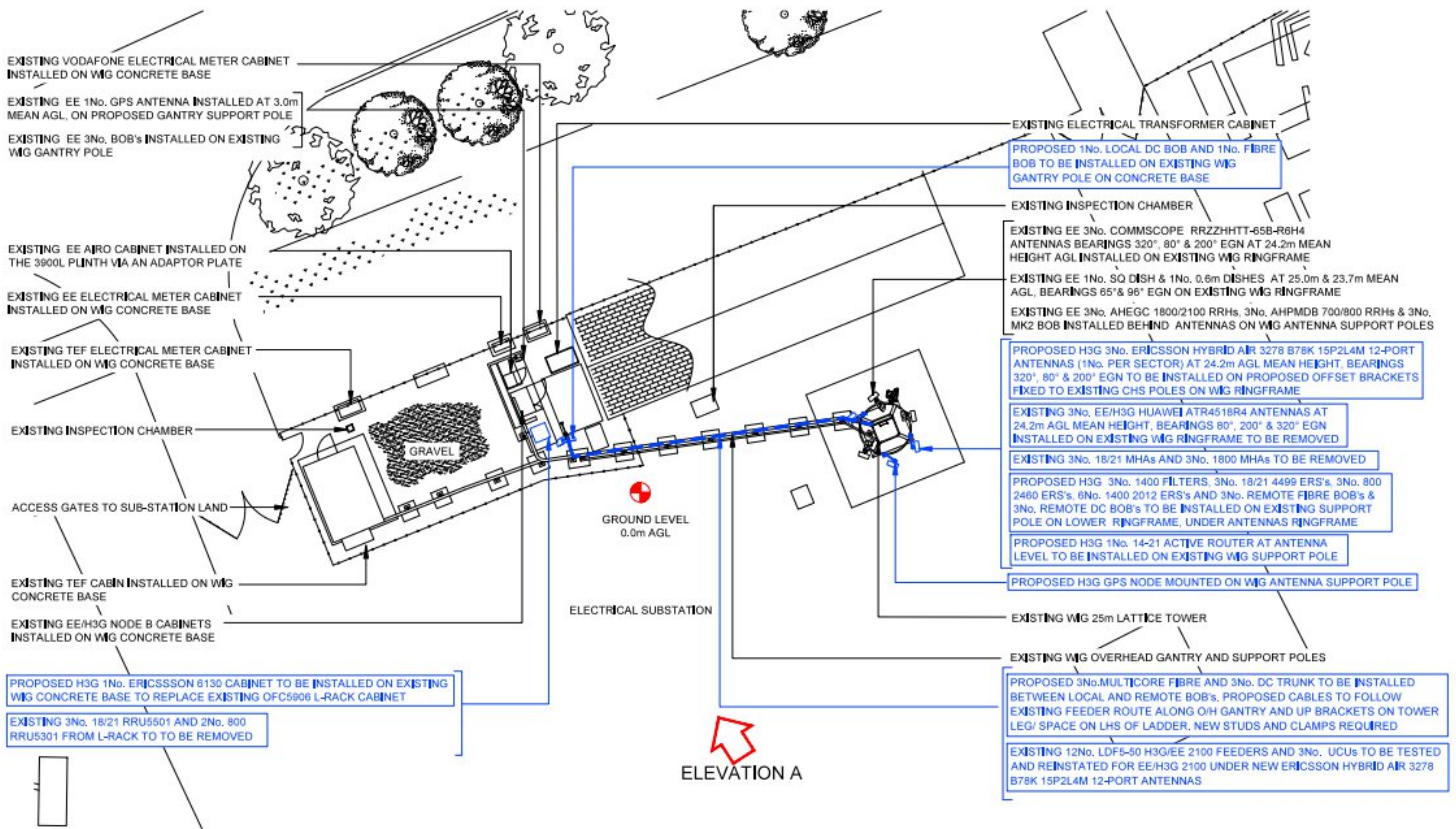 EXISTING VODAFONE ELECTRICAL METER CABINET
INSTALLED ON WIG CONCRETE BASE
EXISTING EE 1No. GPS ANTENNA INSTALLED AT 3.0m
MEAN AGL, ON PROPOSED GANTRY SUPPORT POLE
EXISTING EE 3No. BOB's INSTALLED ON EXISTING
WIG GANTRY POLE
EXISTING EE AIRO CABINET INSTALLED ON
THE 3900L PLINTH VIA AN ADAPTOR PLATE
EXISTING EE ELECTRICAL METER CABINET
INSTALLED ON WIG CONCRETE BASE
EXISTING TEF ELECTRICAL METER CABINET
INSTALLED ON WIG CONCRETE BASE
EXISTING INSPECTION CHAMBER
ACCESS GATES TO SUB-STATION LAND
EXISTING TEF CABIN INSTALLED ON WIG
CONCRETE BASE
EXISTING EE/H3G NODE B CABINETS
INSTALLED ON WIG CONCRETE BASE
PROPOSED H3G 1No. ERICSSSON 6130 CABINET TO BE INSTALLED ON EXISTING
WIG CONCRETE BASE TO REPLACE EXISTING OFC5906 L-RACK CABINET
EXISTING 3No. 18/21 RRU5501 AND 2No. 800
RRU5301 FROM L-RACK TO TO BE REMOVED
GRAVEL
GROUND LEVEL
0.0m AGL
ELECTRICAL SUBSTATION
ELEVATION A
EXISTING ELECTRICAL TRANSFORMER CABINET
PROPOSED 1No. LOCAL DC BOB AND 1No. FIBRE
BOB TO BE INSTALLED ON EXISTING WIG
GANTRY POLE ON CONCRETE BASE
EXISTING INSPECTION CHAMBER
EXISTING EE 3No. COMMSCOPE RRZZHHTT-65B-R6H4
ANTENNAS BEARINGS 320°, 80° & 200° EGN AT 24.2m MEAN
HEIGHT AGL INSTALLED ON EXISTING WIG RINGFRAME
EXISTING EE 1No. SQ DISH & 1No. 0.6m DISHES AT 25.0m & 23.7m MEAN
AGL, BEARINGS 65°& 96° EGN ON EXISTING WIG RINGFRAME
EXISTING EE 3No. AHEGC 1800/2100 RRHs, 3No. AHPMDB 700/800 RRHs & 3No.
MK2 BOB INSTALLED BEHIND ANTENNAS ON WIG ANTENNA SUPPORT POLES
PROPOSED H3G 3No. ERICSSON HYBRID AIR 3278 B78K 15P2L4M 12-PORT
ANTENNAS (1No. PER SECTOR) AT 24.2m AGL MEAN HEIGHT, BEARINGS
320°, 80° & 200° EGN TO BE INSTALLED ON PROPOSED OFFSET BRACKETS
FIXED TO EXISTING CHS POLES ON WIG RINGFRAME
EXISTING 3No. EE/H3G HUAWEI ATR4518R4 ANTENNAS AT
24.2m AGL MEAN HEIGHT, BEARINGS 80°, 200° & 320° EGN
INSTALLED ON EXISTING WIG RINGFRAME TO BE REMOVED
EXISTING 3No. 18/21 MHAs AND 3No. 1800 MHAs TO BE REMOVED
PROPOSED H3G 3No. 1400 FILTERS, 3No. 18/21 4499 ERS's, 3No. 800
2460 ERS's, 6No. 1400 2012 ERS's AND 3No. REMOTE FIBRE BOB's &
3No. REMOTE DC BOB's TO BE INSTALLED ON EXISTING SUPPORT
POLE ON LOWER RINGFRAME, UNDER ANTENNAS RINGFRAME
PROPOSED H3G 1No. 14-21 ACTIVE ROUTER AT ANTENNA
LEVEL TO BE INSTALLED ON EXISTING WIG SUPPORT POLE
PROPOSED H3G GPS NODE MOUNTED ON WIG ANTENNA SUPPORT POLE
EXISTING WIG 25m LATTICE TOWER
EXISTING WIG OVERHEAD GANTRY AND SUPPORT POLES
PROPOSED 3No.MULTICORE FIBRE AND 3No. DC TRUNK TO BE INSTALLED
BETWEEN LOCAL AND REMOTE BOB's. PROPOSED CABLES TO FOLLOW
EXISTING FEEDER ROUTE ALONG O/H GANTRY AND UP BRACKETS ON TOWER
LEG/ SPACE ON LHS OF LADDER. NEW STUDS AND CLAMPS REQUIRED
EXISTING 12No. LDF5-50 H3G/EE 2100 FEEDERS AND 3No. UCUs TO BE TESTED
AND REINSTATED FOR EE/H3G 2100 UNDER NEW ERICSSON HYBRID AIR 3278
B78K 15P2L4M 12-PORT ANTENNAS